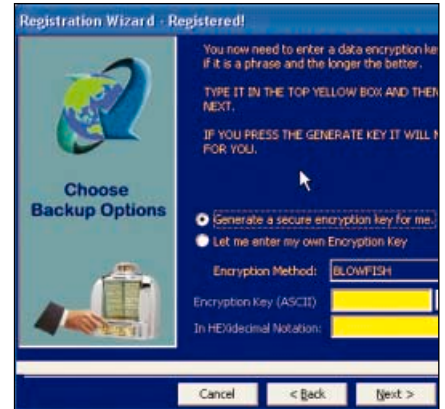 Registration Wizard - Registered!
You now need to enter a data encryption ke
if it is a phrase and the longer the better.
TYPE IT IN THE TOP YELLOW BOX AND THEN
NEXT.
IF YOU PRESS THE GENERATE KEY IT WILL
FOR YOU.
Choose
Backup Options
Generate a secure encryption key for me.
Let me enter my own Encryption Key
Encryption Method: BLOWFISH
Encryption Key (ASCII)
In HEXidecimal Notation:
Cancel
< Back
Next >